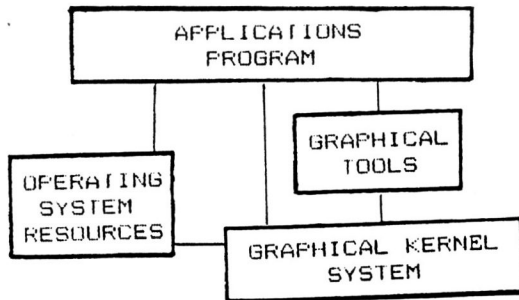 APPLICATIONS
PROGRAM
GRAPHICAL
TOOLS
OPERATING
SYSTEM
RESOURCES
GRAPHICAL KERNEL
SYSTEM